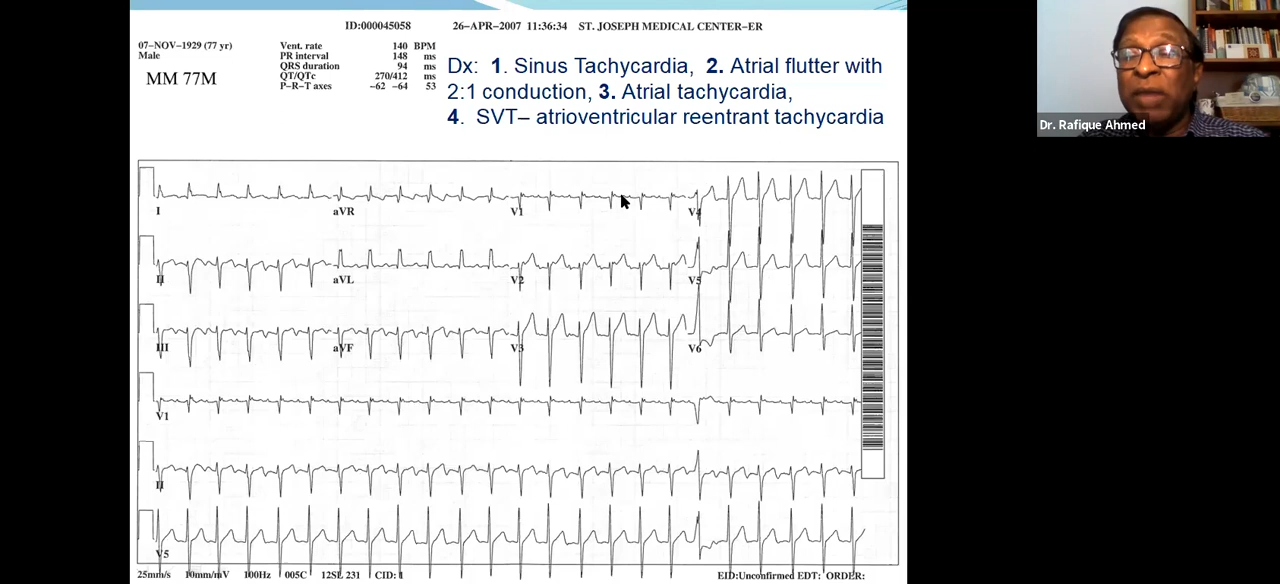 ID:000045058 26-APR-2007 11:36:34 ST. JOSEPH MEDICAL CENTER-ER
07-NOV-1929 (77 yr)
Male
MM 77M
Vent. rate 140 BPM
PR interval 148 ms
QRS duration 94 ms
QT/QTc 270/412 ms
P-R-T axes -62 -64 53
Dx: 1. Sinus Tachycardia, 2. Atrial flutter with
2:1 conduction, 3. Atrial tachycardia,
4. SVT– atrioventricular reentrant tachycardia
Dr. Rafique Ahmed
I aVR V1 V4
II aVL V2 V5
III aVF V3 V6
V1
II
V5
25mm/s 10mm/mV 100Hz 005C 12SL 231 CID: 1 EID:Unconfirmed EDT: ORDER: